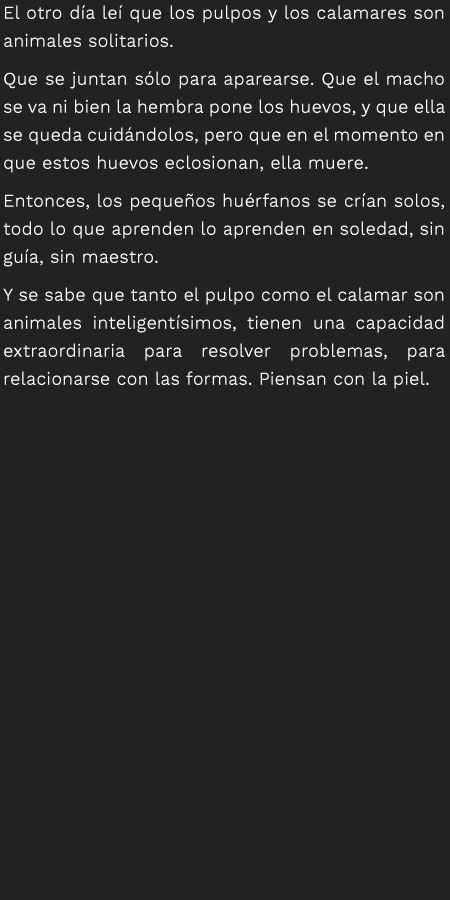 El otro día leí que los pulpos y los calamares son
animales solitarios.
Que se juntan sólo para aparearse. Que el macho
se va ni bien la hembra pone los huevos, y que ella
se queda cuidándolos, pero que en el momento en
que estos huevos eclosionan, ella muere.
Entonces, los pequeños huérfanos se crían solos,
todo lo que aprenden lo aprenden en soledad, sin
guía, sin maestro.
Y se sabe que tanto el pulpo como el calamar son
animales inteligentísimos, tienen una capacidad
extraordinaria para resolver problemas, para
relacionarse con las formas. Piensan con la piel.